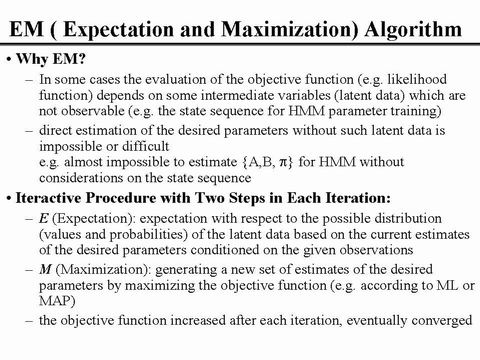 EM ( Expectation and Maximization) Algorithm
• Why EM?
– In some cases the evaluation of the objective function (e.g. likelihood
function) depends on some intermediate variables (latent data) which are
not observable (e.g. the state sequence for HMM parameter training)
– direct estimation of the desired parameters without such latent data is
impossible or difficult
e.g. almost impossible to estimate {A,B, π} for HMM without
considerations on the state sequence
• Iteractive Procedure with Two Steps in Each Iteration:
– E (Expectation): expectation with respect to the possible distribution
(values and probabilities) of the latent data based on the current estimates
of the desired parameters conditioned on the given observations
– M (Maximization): generating a new set of estimates of the desired
parameters by maximizing the objective function (e.g. according to ML or
MAP)
– the objective function increased after each iteration, eventually converged